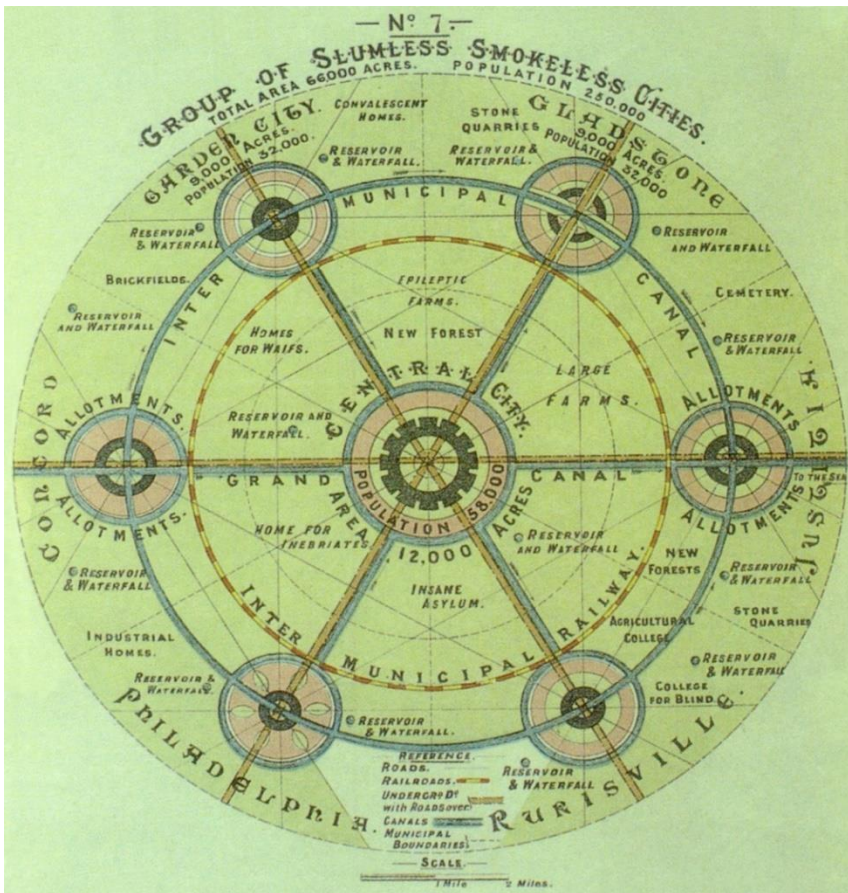 — Nº 7. —
GROUP OF SLUMLESS SMOKELESS CITIES.
TOTAL AREA 66,000 ACRES. POPULATION 250,000
GARDEN CITY.
9,000 ACRES.
POPULATION 32,000.
CONVALESCENT
HOMES.
STONE
QUARRIES
GLADSTONE
9,000 ACRES.
POPULATION
32,000
RESERVOIR
& WATERFALL.
RESERVOIR &
WATERFALL.
INTER MUNICIPAL CANAL
RESERVOIR
& WATERFALL
RESERVOIR
AND WATERFALL
BRICKFIELDS.
EPILEPTIC
FARMS.
CEMETERY.
RESERVOIR
AND WATERFALL
HOMES
FOR WAIFS.
NEW FOREST
RESERVOIR
& WATERFALL
LARGE
FARMS.
CENTRAL CITY.
CONCORD
ALLOTMENTS
ALLOTMENTS
JUSTITIA.
RESERVOIR AND
WATERFALL.
GRAND CANAL
TO THE SEA
AREA 12,000 ACRES
POPULATION 58,000
ALLOTMENTS.
ALLOTMENTS
HOME FOR
INEBRIATES.
RESERVOIR
AND WATERFALL
NEW
FORESTS
RESERVOIR
& WATERFALL
RESERVOIR
& WATERFALL
INSANE
ASYLUM.
STONE
QUARRIES
INDUSTRIAL
HOMES.
AGRICULTURAL
COLLEGE
INTER MUNICIPAL RAILWAY.
RESERVOIR
& WATERFALL
RESERVOIR &
WATERFALL.
COLLEGE
FOR BLIND.
RESERVOIR
& WATERFALL.
PHILADELPHIA.
RURISVILLE.
REFERENCE.
ROADS.
RAILROADS.
UNDERGRD Dº
with ROADS over
CANALS
MUNICIPAL
BOUNDARIES.
RESERVOIR
& WATERFALL
— SCALE. —
1 Mile 2 Miles.